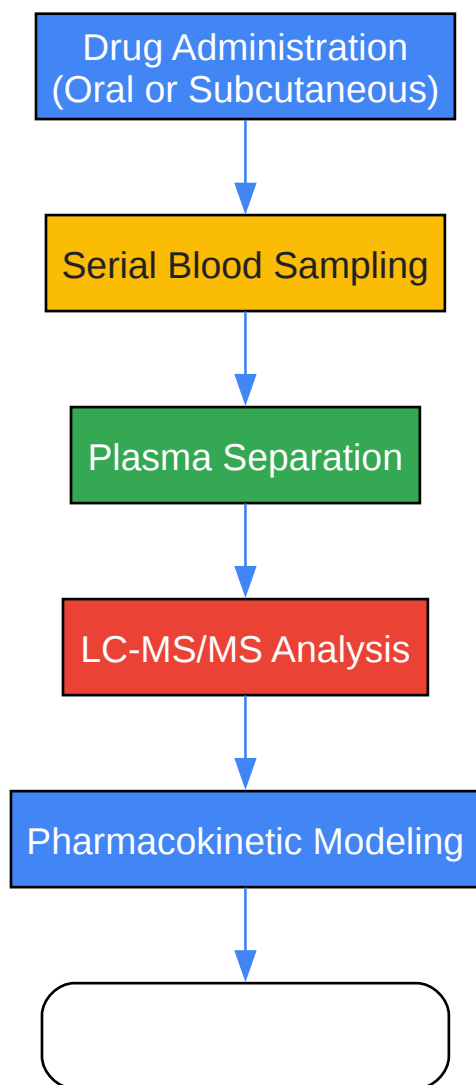 Drug Administration
(Oral or Subcutaneous)
Serial Blood Sampling
Plasma Separation
LC-MS/MS Analysis
Pharmacokinetic Modeling